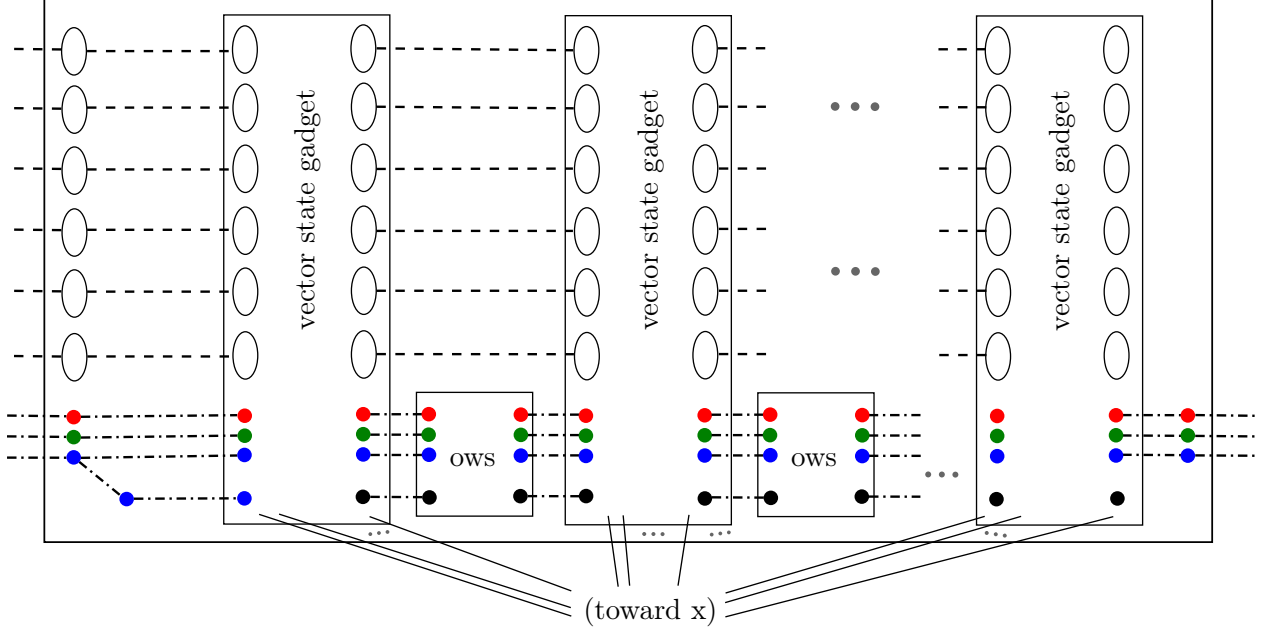 vector state gadget
vector state gadget
vector state gadget
ows
ows
(toward x)